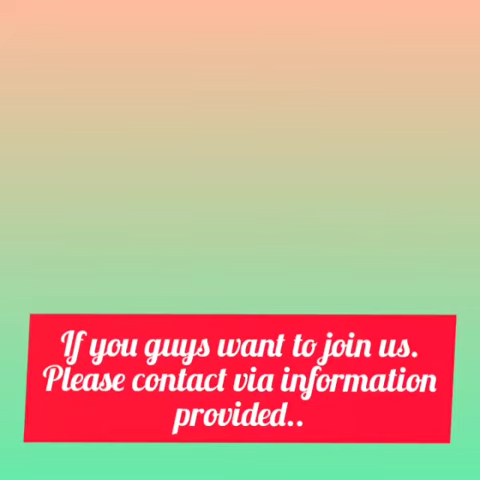 If you guys want to join us.
Please contact via information
provided..